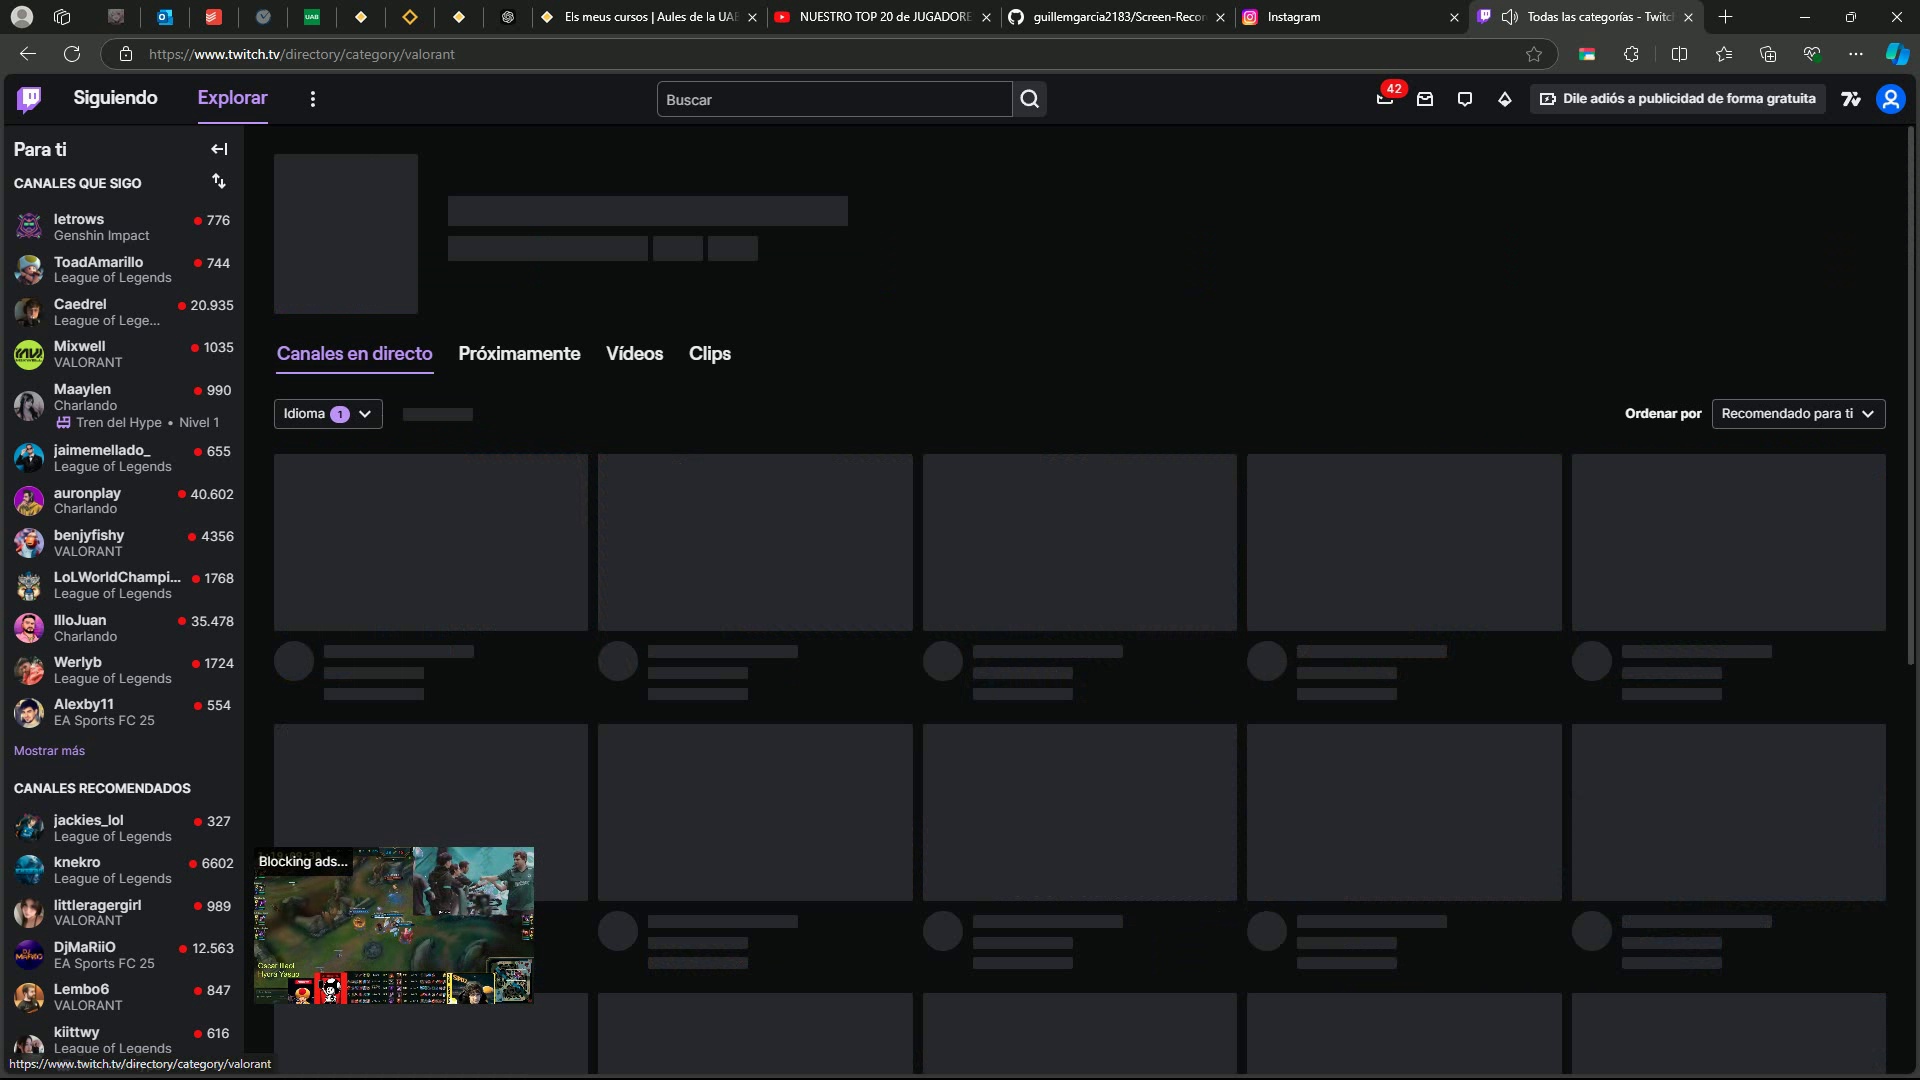 UAB
Els meus cursos | Aules de la UAB
NUESTRO TOP 20 de JUGADORE
guillemgarcia2183/Screen-Recor
Instagram
Todas las categorías - Twitc
https://www.twitch.tv/directory/category/valorant
Siguiendo
Explorar
Buscar
42
Dile adiós a publicidad de forma gratuita
Para ti
CANALES QUE SIGO
letrows
776
Genshin Impact
ToadAmarillo
744
League of Legends
Caedrel
20.935
League of Lege...
Mixwell
1035
VALORANT
Maaylen
990
Charlando
Tren del Hype • Nivel 1
jaimemellado_
655
League of Legends
auronplay
40.602
Charlando
benjyfishy
4356
VALORANT
LoLWorldChampi...
1768
League of Legends
IlloJuan
35.478
Charlando
Werlyb
1724
League of Legends
Alexby11
554
EA Sports FC 25
Mostrar más
CANALES RECOMENDADOS
jackies_lol
327
League of Legends
knekro
6602
League of Legends
littleragergirl
989
VALORANT
DjMaRiiO
12.563
EA Sports FC 25
Lembo6
847
VALORANT
kiittwy
616
League of Legends
https://www.twitch.tv/directory/category/valorant
Canales en directo
Próximamente
Vídeos
Clips
Idioma 1
Ordenar por
Recomendado para ti
Blocking ads...